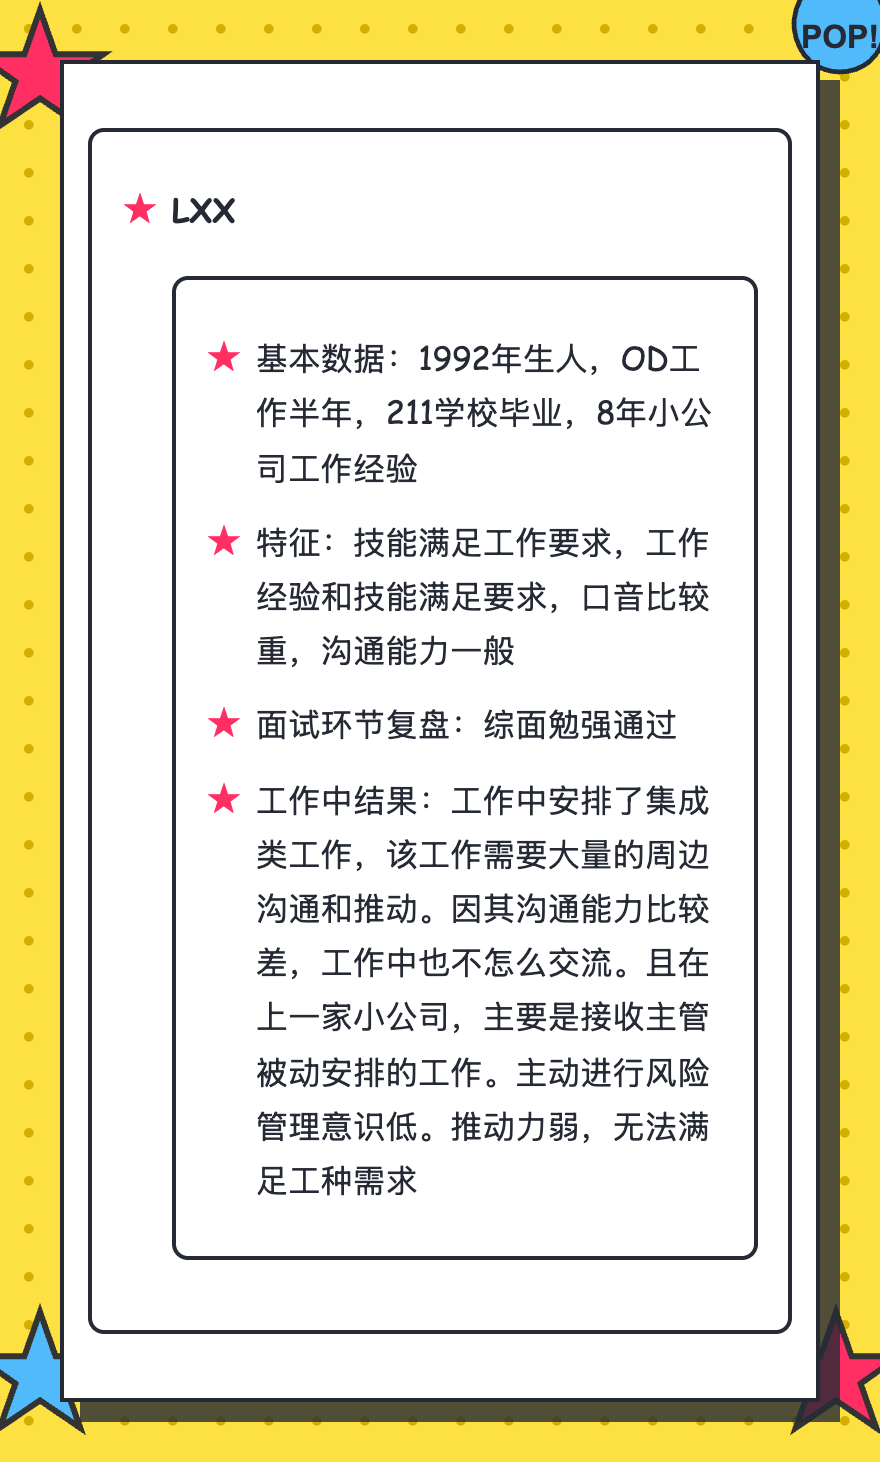 POP!
LXX
基本数据：1992年生人，OD工
作半年，211学校毕业，8年小公
司工作经验
特征：技能满足工作要求，工作
经验和技能满足要求，口音比较
重，沟通能力一般
面试环节复盘：综面勉强通过
工作中结果：工作中安排了集成
类工作，该工作需要大量的周边
沟通和推动。因其沟通能力比较
差，工作中也不怎么交流。且在
上一家小公司，主要是接收主管
被动安排的工作。主动进行风险
管理意识低。推动力弱，无法满
足工种需求